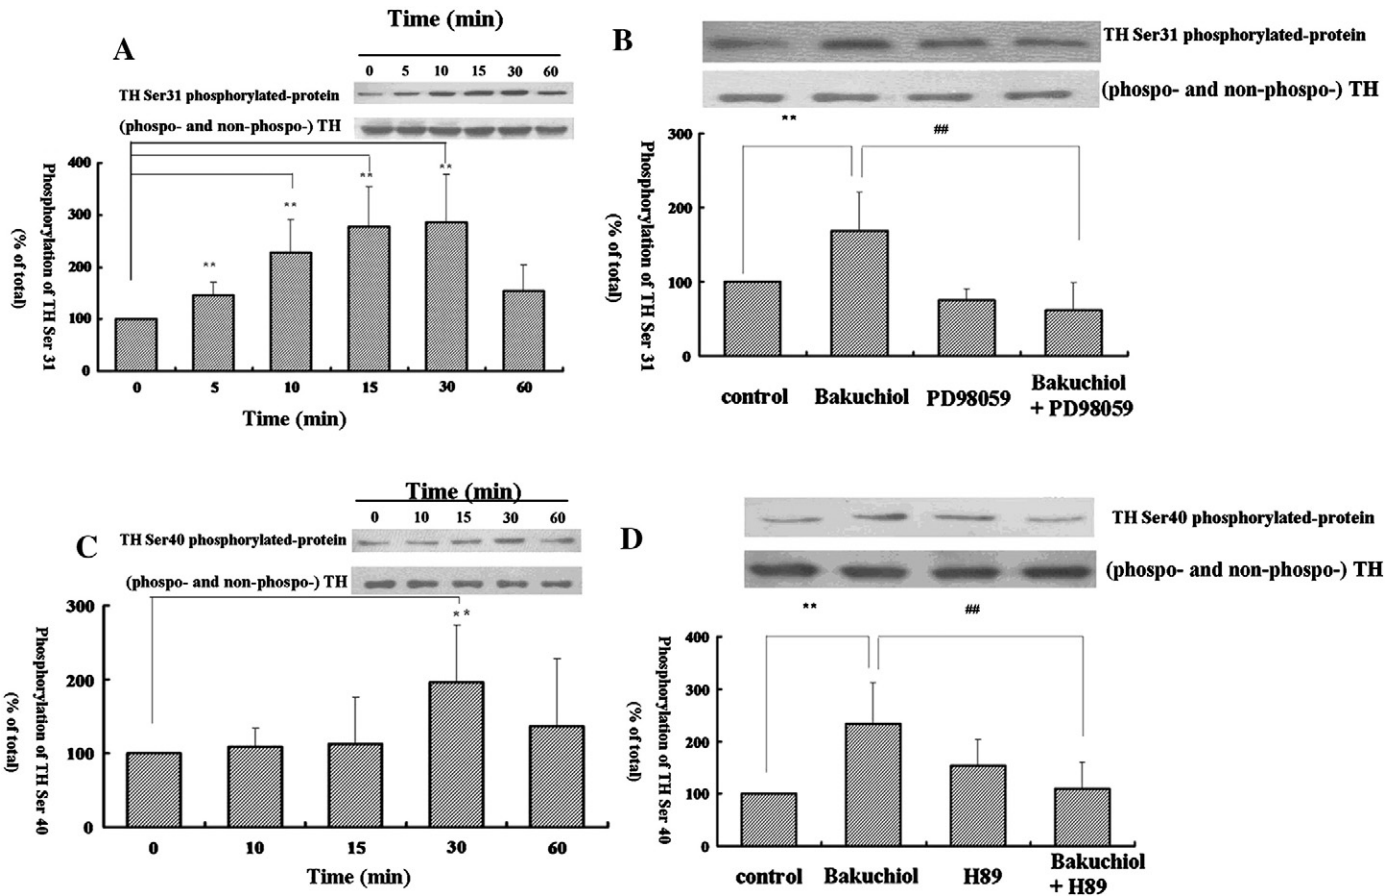 A
Time (min)
0 5 10 15 30 60
TH Ser31 phosphorylated-protein
(phospo- and non-phospo-) TH
Phosphorylation of TH Ser 31
(% of total)
400
300
200
100
0
** ** ** **
0 5 10 15 30 60
Time (min)
B
TH Ser31 phosphorylated-protein
(phospo- and non-phospo-) TH
Phosphorylation of TH Ser 31
(% of total)
300
200
100
0
** ##
control Bakuchiol PD98059 Bakuchiol
+ PD98059
C
Time (min)
0 10 15 30 60
TH Ser40 phosphorylated-protein
(phospo- and non-phospo-) TH
Phosphorylation of TH Ser 40
(% of total)
300
200
100
0
**
0 10 15 30 60
Time (min)
D
TH Ser40 phosphorylated-protein
(phospo- and non-phospo-) TH
Phosphorylation of TH Ser 40
(% of total)
400
300
200
100
0
** ##
control Bakuchiol H89 Bakuchiol
+ H89